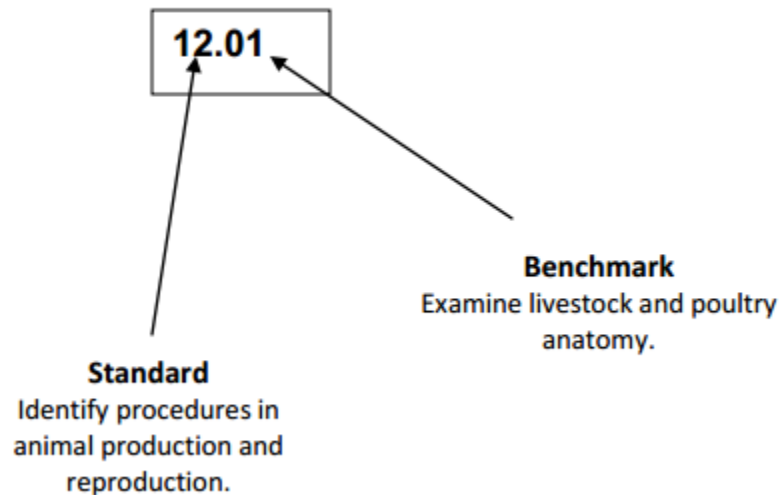 12.01
Benchmark
Examine livestock and poultry
anatomy.
Standard
Identify procedures in
animal production and
reproduction.